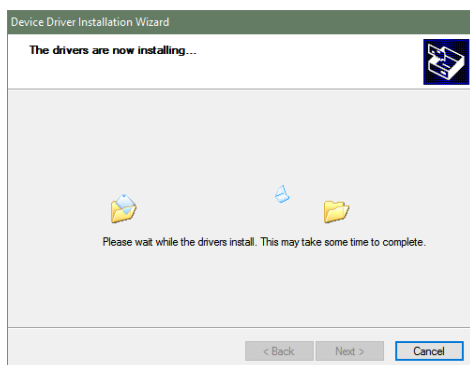 Device Driver Installation Wizard
The drivers are now installing...
Please wait while the drivers install. This may take some time to complete.
< Back Next > Cancel